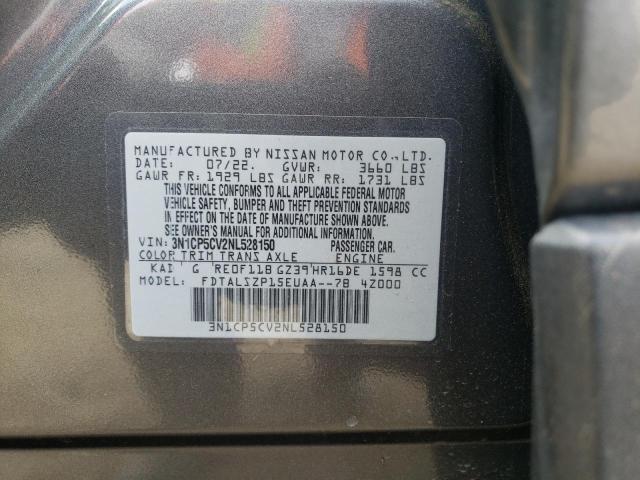 MANUFACTURED BY NISSAN MOTOR CO.,LTD.
DATE: 07/22. GVWR: 3660 LBS
GAWR FR: 1929 LBS GAWR RR: 1731 LBS
THIS VEHICLE CONFORMS TO ALL APPLICABLE FEDERAL MOTOR
VEHICLE SAFETY, BUMPER AND THEFT PREVENTION STANDARDS
IN EFFECT ON THE DATE OF MANUFACTURE SHOWN ABOVE.
SEE OWNER'S MANUAL FOR ADDITIONAL INFORMATION.
VIN: 3N1CP5CV2NL528150 PASSENGER CAR.
COLOR TRIM TRANS AXLE ENGINE
KAD G RE0F11B GZ39 HR16DE 1598 CC
MODEL: FDTALSZP15EUAA--7B 42000
3N1CP5CV2NL528150